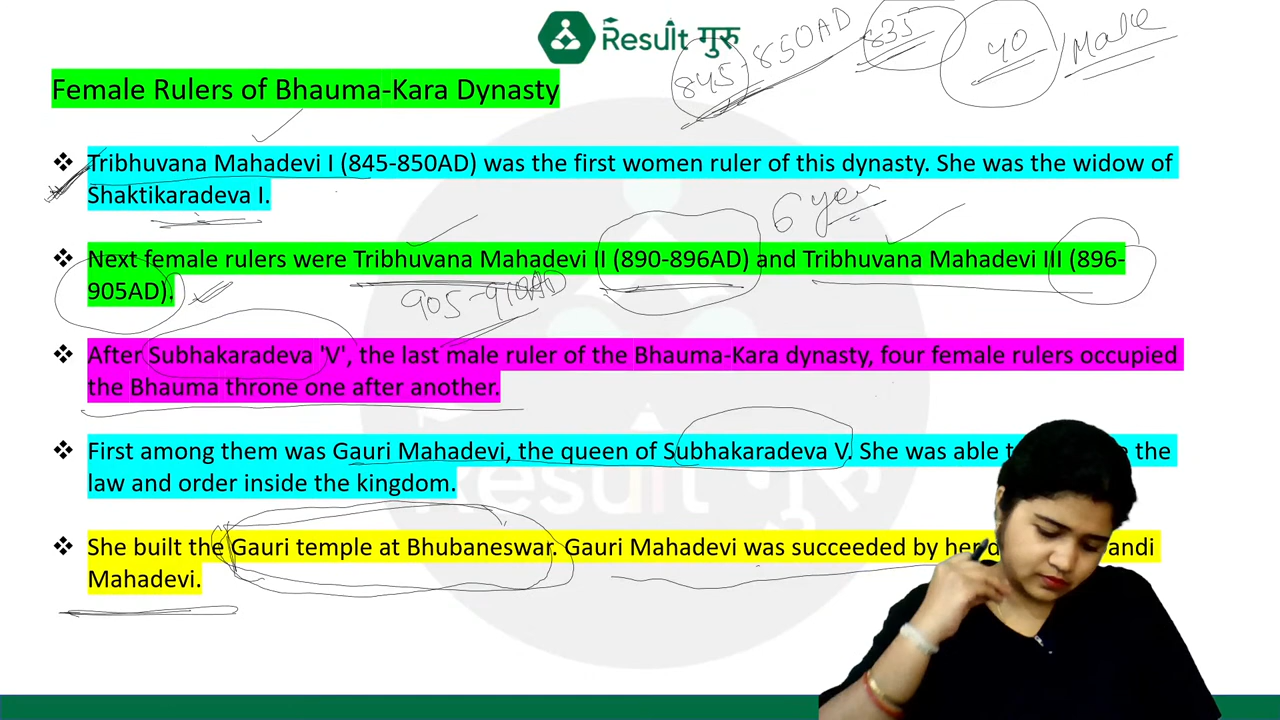 Result गुरु
845-850AD 835 40 Male
Female Rulers of Bhauma-Kara Dynasty
❖ Tribhuvana Mahadevi I (845-850AD) was the first women ruler of this dynasty. She was the widow of
Shaktikaradeva I.
6 year
❖ Next female rulers were Tribhuvana Mahadevi II (890-896AD) and Tribhuvana Mahadevi III (896-
905AD).
905-910AD
❖ After Subhakaradeva 'V', the last male ruler of the Bhauma-Kara dynasty, four female rulers occupied
the Bhauma throne one after another.
❖ First among them was Gauri Mahadevi, the queen of Subhakaradeva V. She was able the
law and order inside the kingdom.
Result गुरु
❖ She built the Gauri temple at Bhubaneswar. Gauri Mahadevi was succeeded by her andi
Mahadevi.